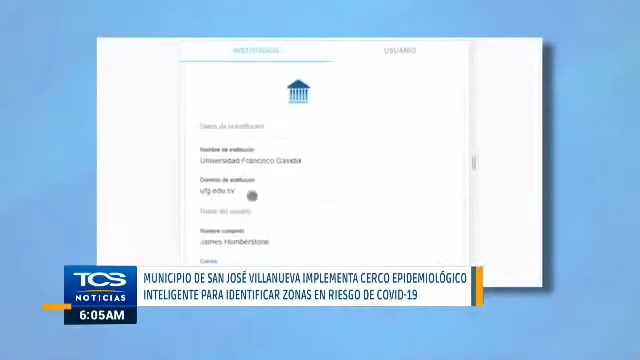 INSTITUCIÓN USUARIO
Datos de la institución
Nombre de institución
Universidad Francisco Gavidia
Dominio de institución
ufg.edu.sv
Datos del usuario
Nombre completo
James Humberstone
Correo
TCS
NOTICIAS
6:05AM
MUNICIPIO DE SAN JOSÉ VILLANUEVA IMPLEMENTA CERCO EPIDEMIOLÓGICO
INTELIGENTE PARA IDENTIFICAR ZONAS EN RIESGO DE COVID-19